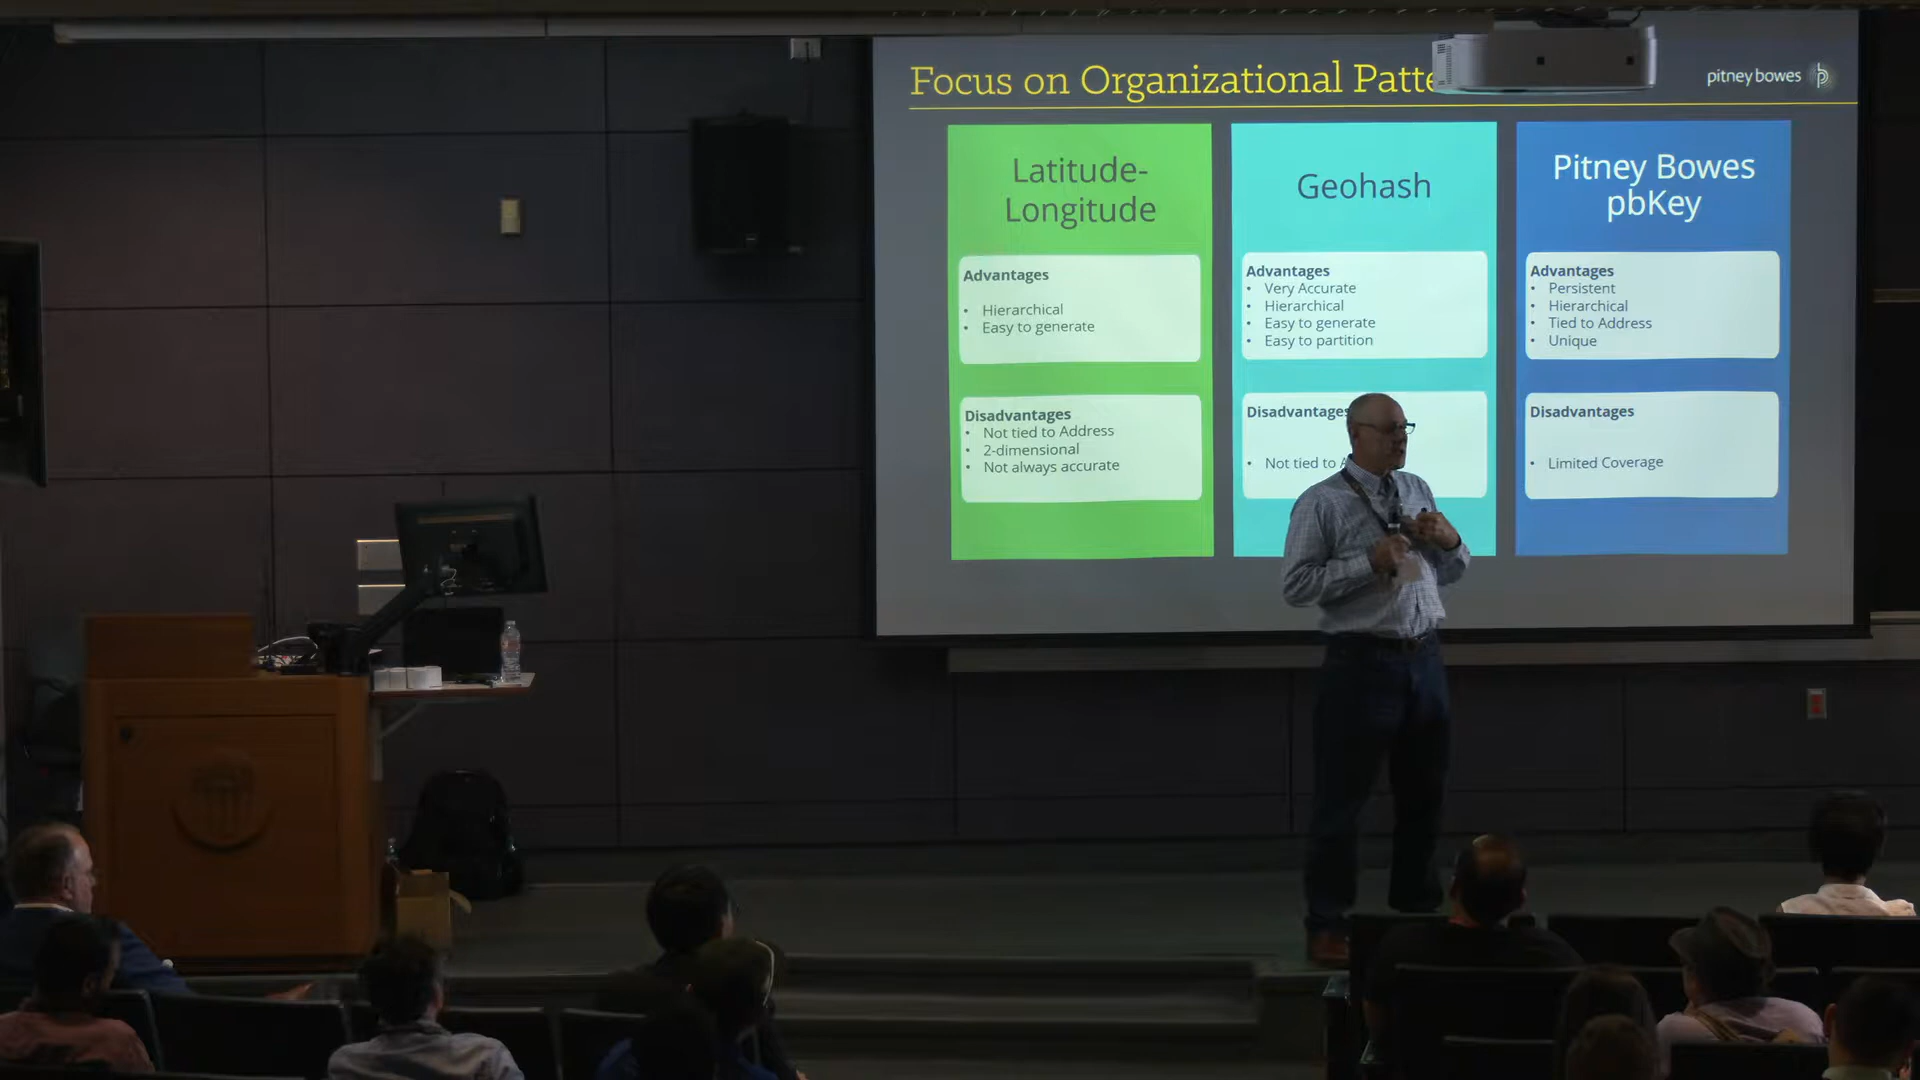 Focus on Organizational
pitney bowes
Latitude-
Longitude
Advantages
• Hierarchical
• Easy to generate
Disadvantages
• Not tied to Address
• 2-dimensional
• Not always accurate
Geohash
Advantages
• Very Accurate
• Hierarchical
• Easy to generate
• Easy to partition
Disadvantages
• Not tied to
Pitney Bowes
pbKey
Advantages
• Persistent
• Hierarchical
• Tied to Address
• Unique
Disadvantages
• Limited Coverage